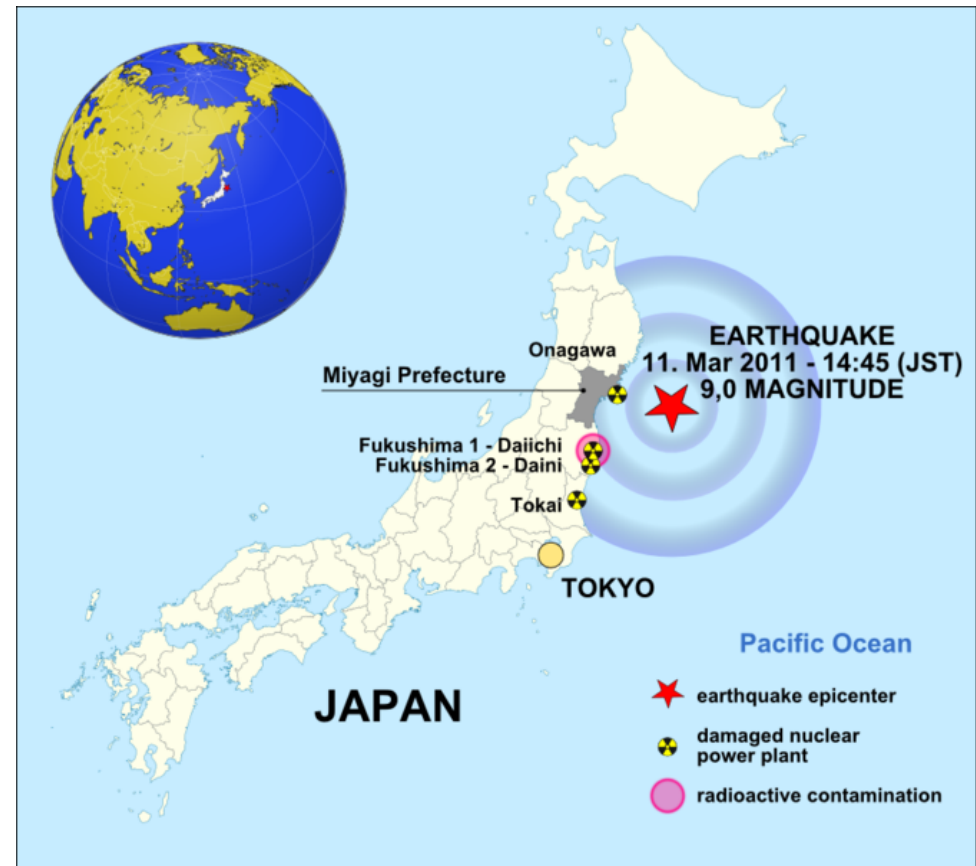 EARTHQUAKE
11. Mar 2011 - 14:45 (JST)
9,0 MAGNITUDE
Onagawa
Miyagi Prefecture
Fukushima 1 - Daiichi
Fukushima 2 - Daini
Tokai
TOKYO
JAPAN
Pacific Ocean
earthquake epicenter
damaged nuclear
power plant
radioactive contamination